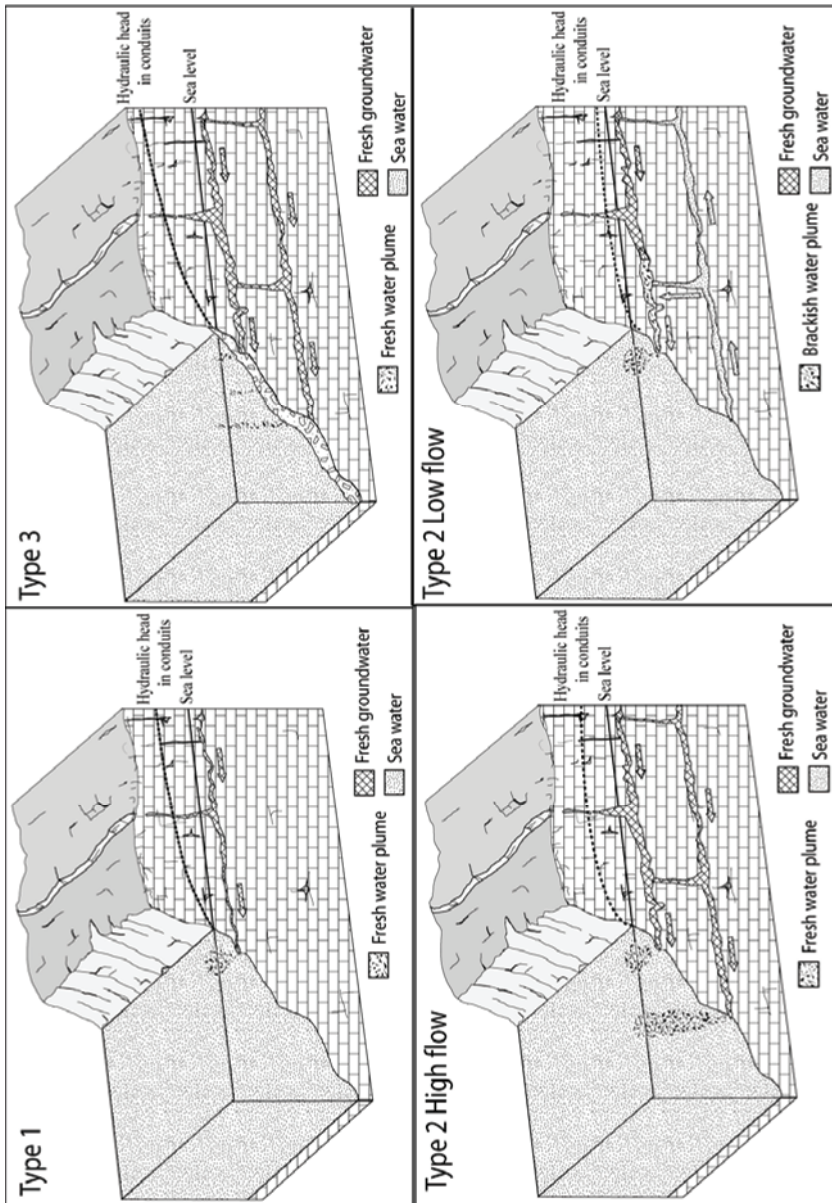 Type 1
Hydraulic head
in conduits
Sea level
Fresh water plume
Fresh groundwater
Sea water
Type 3
Hydraulic head
in conduits
Sea level
Fresh water plume
Fresh groundwater
Sea water
Type 2 High flow
Hydraulic head
in conduits
Sea level
Fresh water plume
Fresh groundwater
Sea water
Type 2 Low flow
Hydraulic head
in conduits
Sea level
Brackish water plume
Fresh groundwater
Sea water